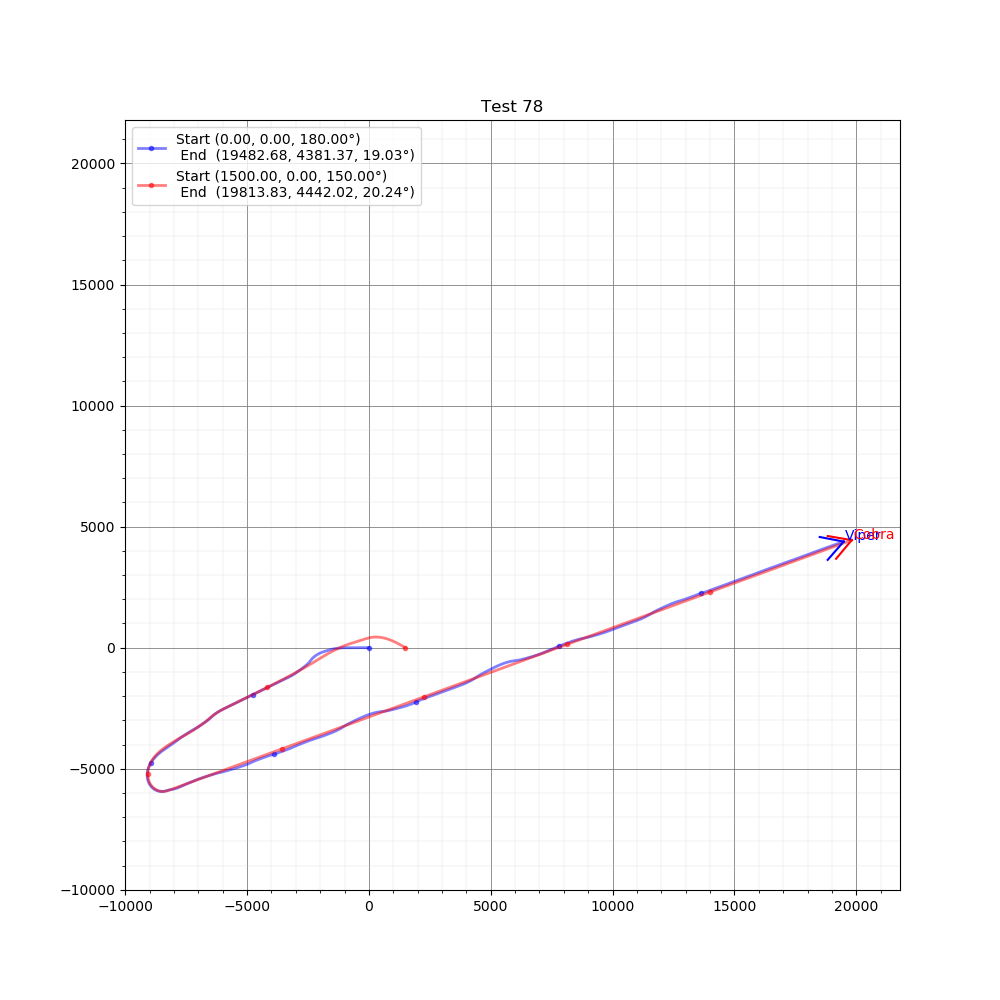 Test 78
Start (0.00, 0.00, 180.00°)
End (19482.68, 4381.37, 19.03°)
Start (1500.00, 0.00, 150.00°)
End (19813.83, 4442.02, 20.24°)
20000
15000
10000
5000
0
−5000
−10000
Viper
Cobra
−10000
−5000
0
5000
10000
15000
20000